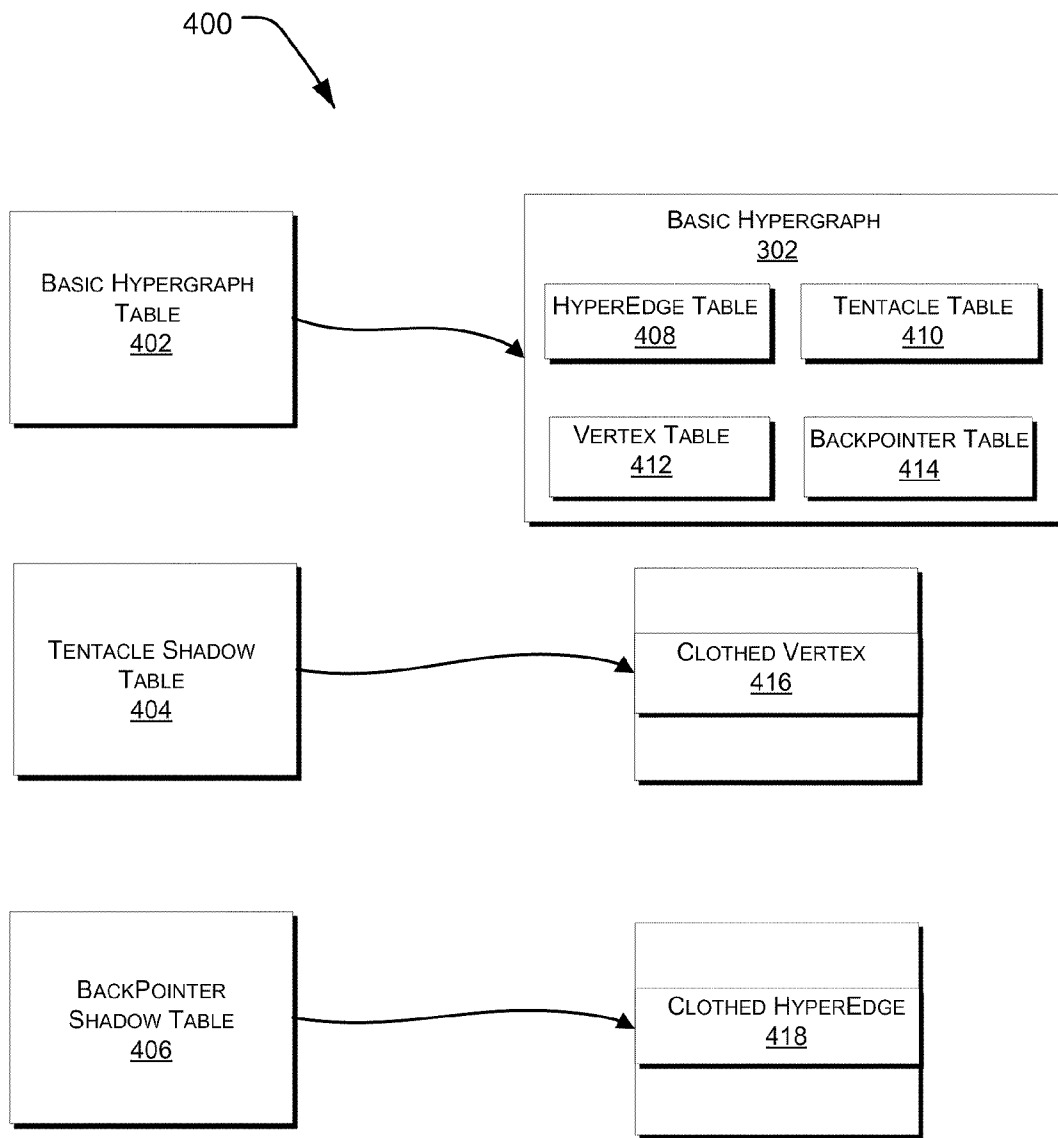 400
BASIC HYPERGRAPH
TABLE
402
BASIC HYPERGRAPH
302
HYPEREDGE TABLE
408
TENTACLE TABLE
410
VERTEX TABLE
412
BACKPOINTER TABLE
414
TENTACLE SHADOW
TABLE
404
CLOTHED VERTEX
416
BACKPOINTER
SHADOW TABLE
406
CLOTHED HYPEREDGE
418